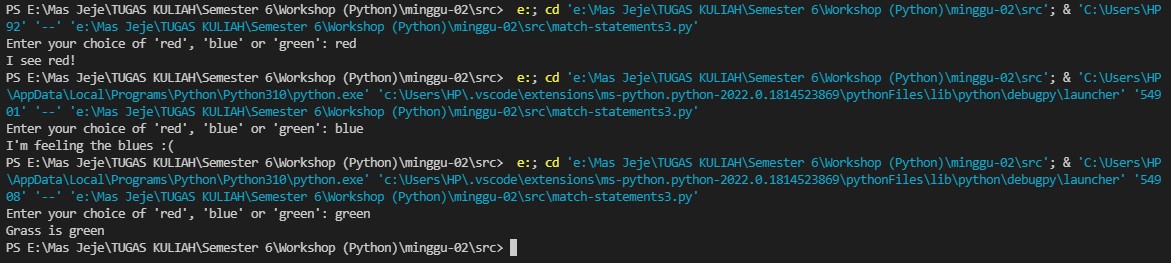 PS E:\Mas Jeje\TUGAS KULIAH\Semester 6\Workshop (Python)\minggu-02\src>  e:; cd 'e:\Mas Jeje\TUGAS KULIAH\Semester 6\Workshop (Python)\minggu-02\src'; & 'C:\Users\HP
92' '--' 'e:\Mas Jeje\TUGAS KULIAH\Semester 6\Workshop (Python)\minggu-02\src\match-statements3.py'
Enter your choice of 'red', 'blue' or 'green': red
I see red!
PS E:\Mas Jeje\TUGAS KULIAH\Semester 6\Workshop (Python)\minggu-02\src>  e:; cd 'e:\Mas Jeje\TUGAS KULIAH\Semester 6\Workshop (Python)\minggu-02\src'; & 'C:\Users\HP
\AppData\Local\Programs\Python\Python310\python.exe' 'c:\Users\HP\.vscode\extensions\ms-python.python-2022.0.1814523869\pythonFiles\lib\python\debugpy\launcher' '549
01' '--' 'e:\Mas Jeje\TUGAS KULIAH\Semester 6\Workshop (Python)\minggu-02\src\match-statements3.py'
Enter your choice of 'red', 'blue' or 'green': blue
I'm feeling the blues :(
PS E:\Mas Jeje\TUGAS KULIAH\Semester 6\Workshop (Python)\minggu-02\src>  e:; cd 'e:\Mas Jeje\TUGAS KULIAH\Semester 6\Workshop (Python)\minggu-02\src'; & 'C:\Users\HP
\AppData\Local\Programs\Python\Python310\python.exe' 'c:\Users\HP\.vscode\extensions\ms-python.python-2022.0.1814523869\pythonFiles\lib\python\debugpy\launcher' '549
08' '--' 'e:\Mas Jeje\TUGAS KULIAH\Semester 6\Workshop (Python)\minggu-02\src\match-statements3.py'
Enter your choice of 'red', 'blue' or 'green': green
Grass is green
PS E:\Mas Jeje\TUGAS KULIAH\Semester 6\Workshop (Python)\minggu-02\src>